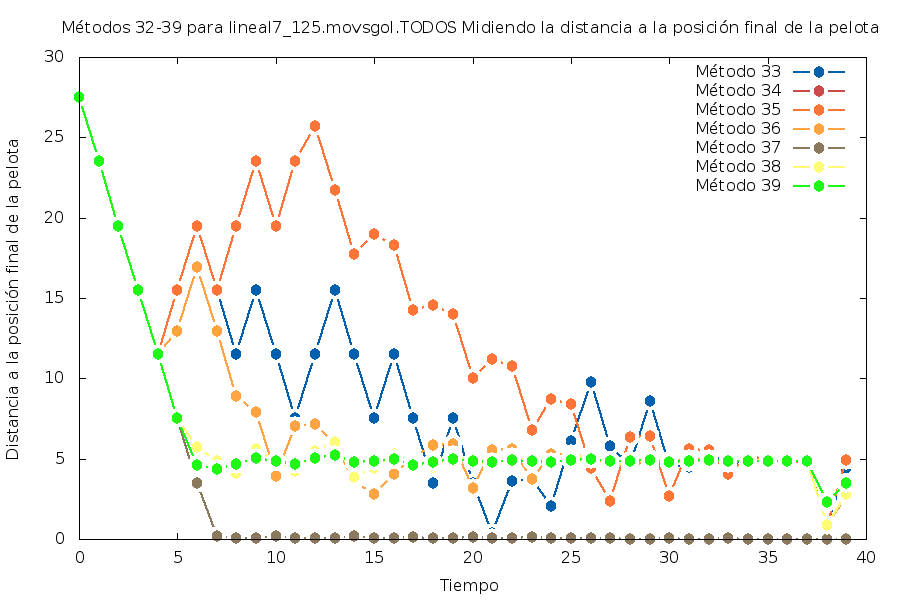 Métodos 32-39 para lineal7_125.movsgol.TODOS Midiendo la distancia a la posición final de la pelota
30
25
20
15
10
5
0
Distancia a la posición final de la pelota
Método 33
Método 34
Método 35
Método 36
Método 37
Método 38
Método 39
0 5 10 15 20 25 30 35 40
Tiempo